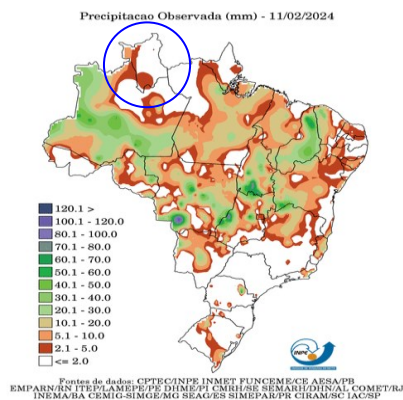 Precipitacao Observada (mm) - 11/02/2024
120.1 >
100.1 - 120.0
80.1 - 100.0
70.1 - 80.0
60.1 - 70.0
50.1 - 60.0
40.1 - 50.0
30.1 - 40.0
20.1 - 30.0
10.1 - 20.0
5.1 - 10.0
2.1 - 5.0
<= 2.0
INPE
Fontes de dados: CPTEC/INPE INMET FUNCEME/CE AESA/PB
EMPARN/RN ITEP/LAMEPE/PE DHME/PI CMRH/SE SEMARH/DHN/AL COMET/RJ
INEMA/BA CEMIG-SIMGE/MG SEAG/ES SIMEPAR/PR CIRAM/SC IAC/SP